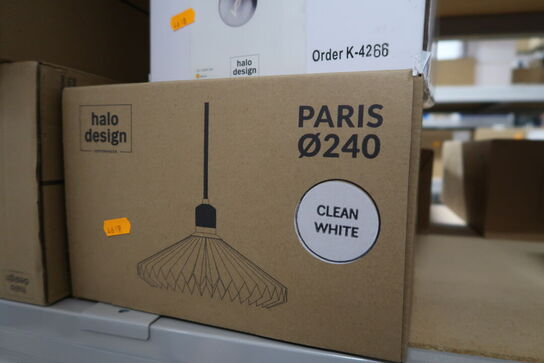 Order K-4266
halo
design
halo
design
PARIS
Ø240
CLEAN
WHITE